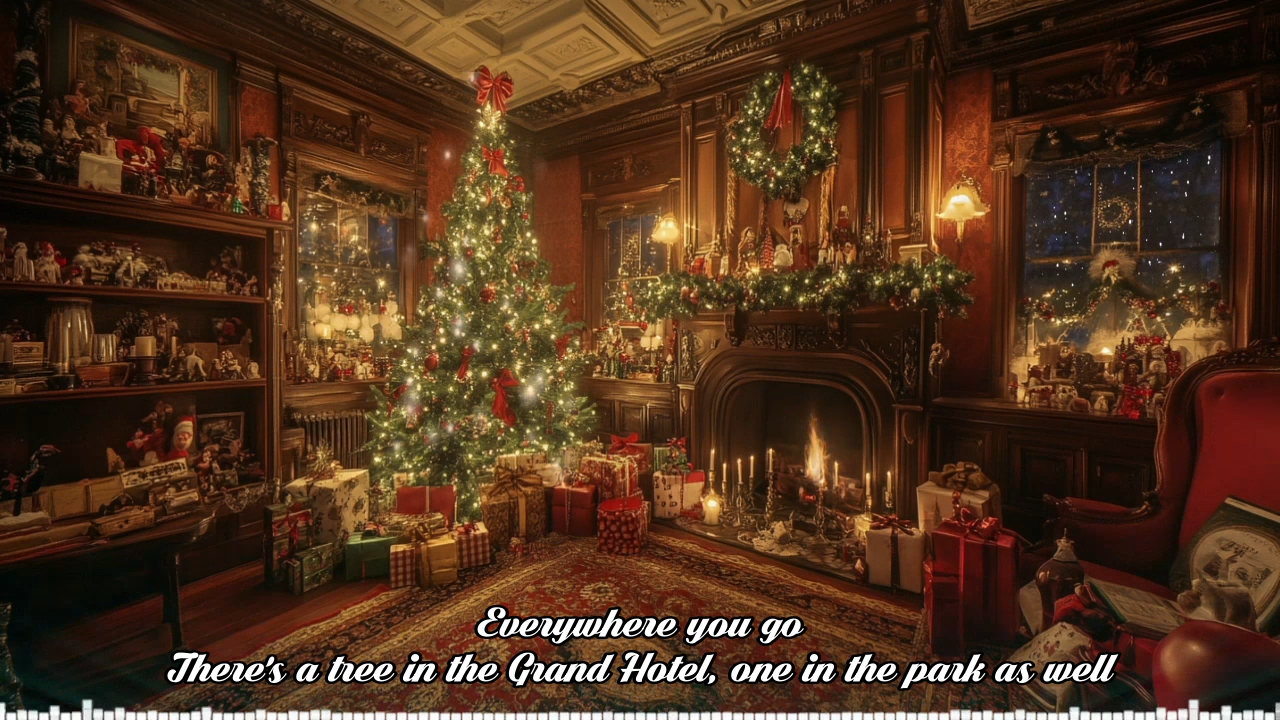 Everywhere you go
There's a tree in the Grand Hotel, one in the park as well